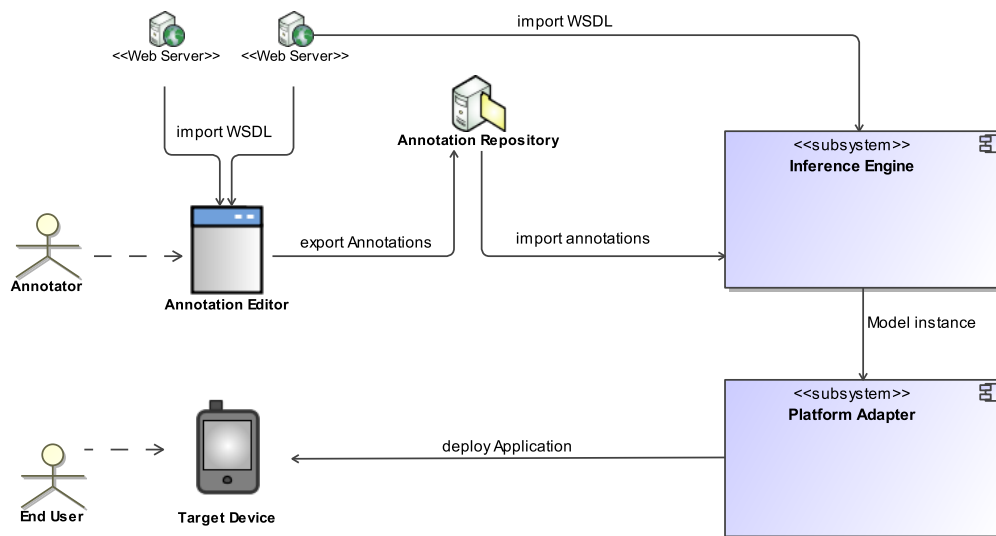 import WSDL
<<Web Server>>
<<Web Server>>
import WSDL
Annotation Repository
<<subsystem>>
Inference Engine
export Annotations
import annotations
Annotator
Annotation Editor
Model instance
<<subsystem>>
Platform Adapter
deploy Application
End User
Target Device